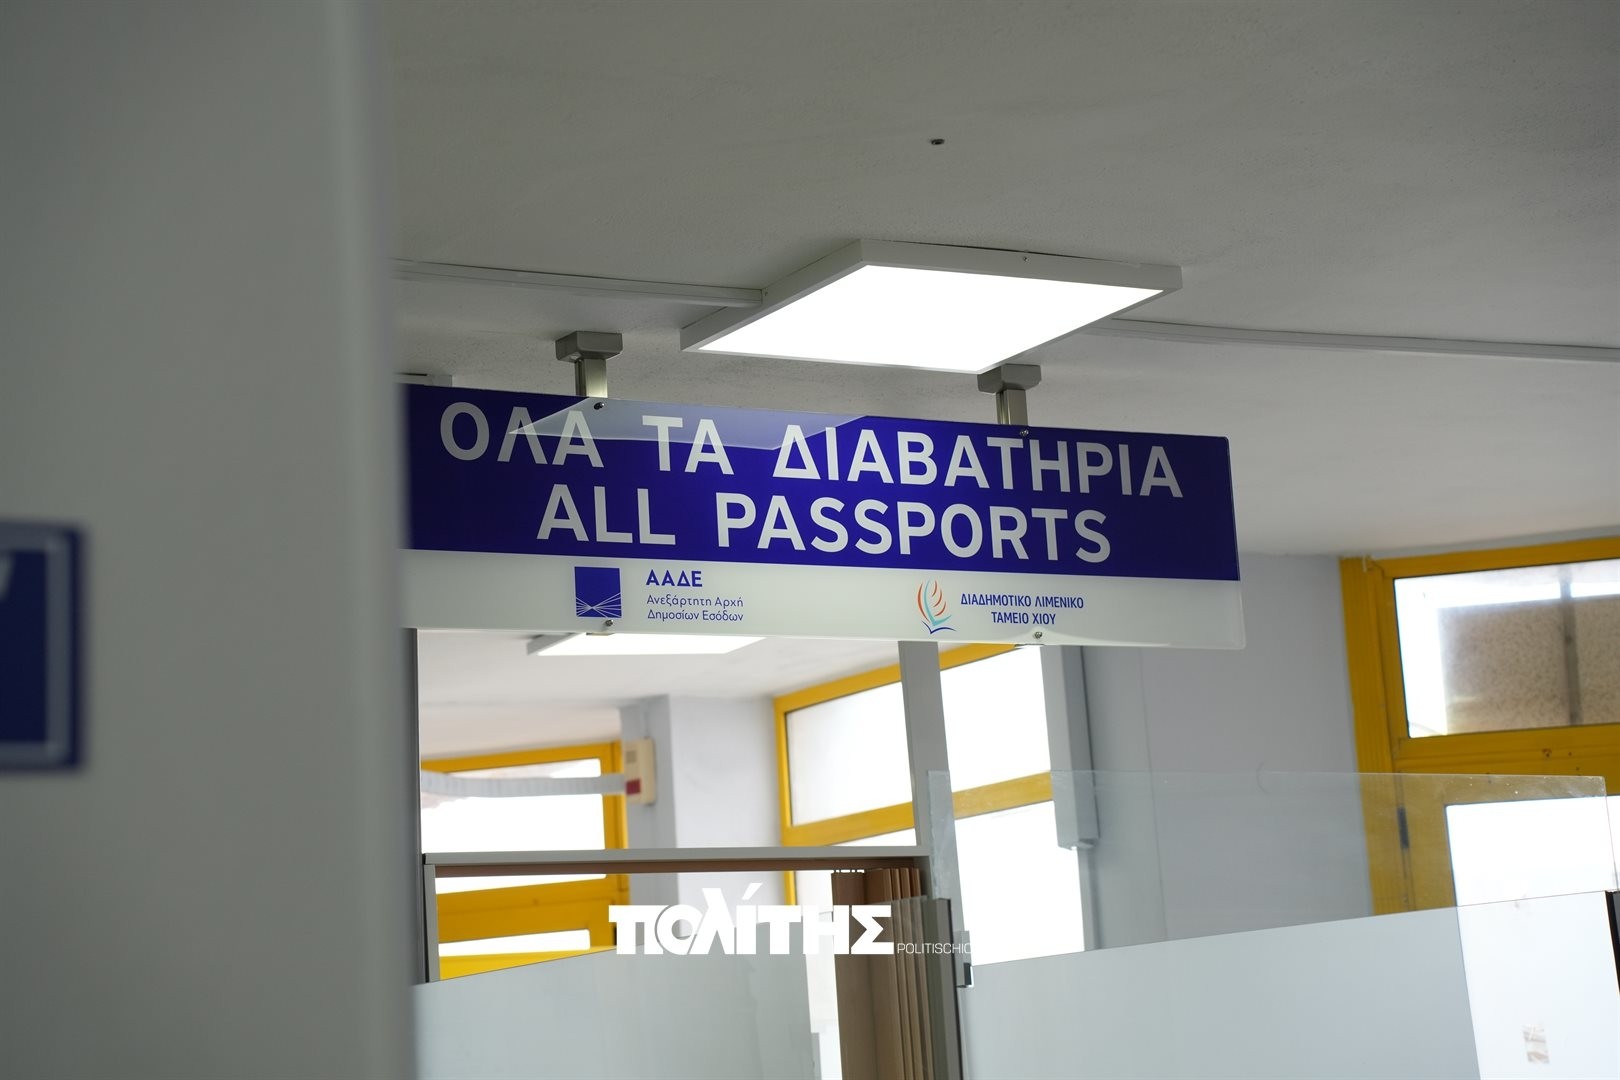 ΟΛΑ ΤΑ ΔΙΑΒΑΤΗΡΙΑ
ALL PASSPORTS
ΑΑΔΕ
Ανεξάρτητη Αρχή
Δημοσίων Εσόδων
ΔΙΑΔΗΜΟΤΙΚΟ ΛΙΜΕΝΙΚΟ
ΤΑΜΕΙΟ ΧΙΟΥ
ΠΟΛΙΤΗΣ